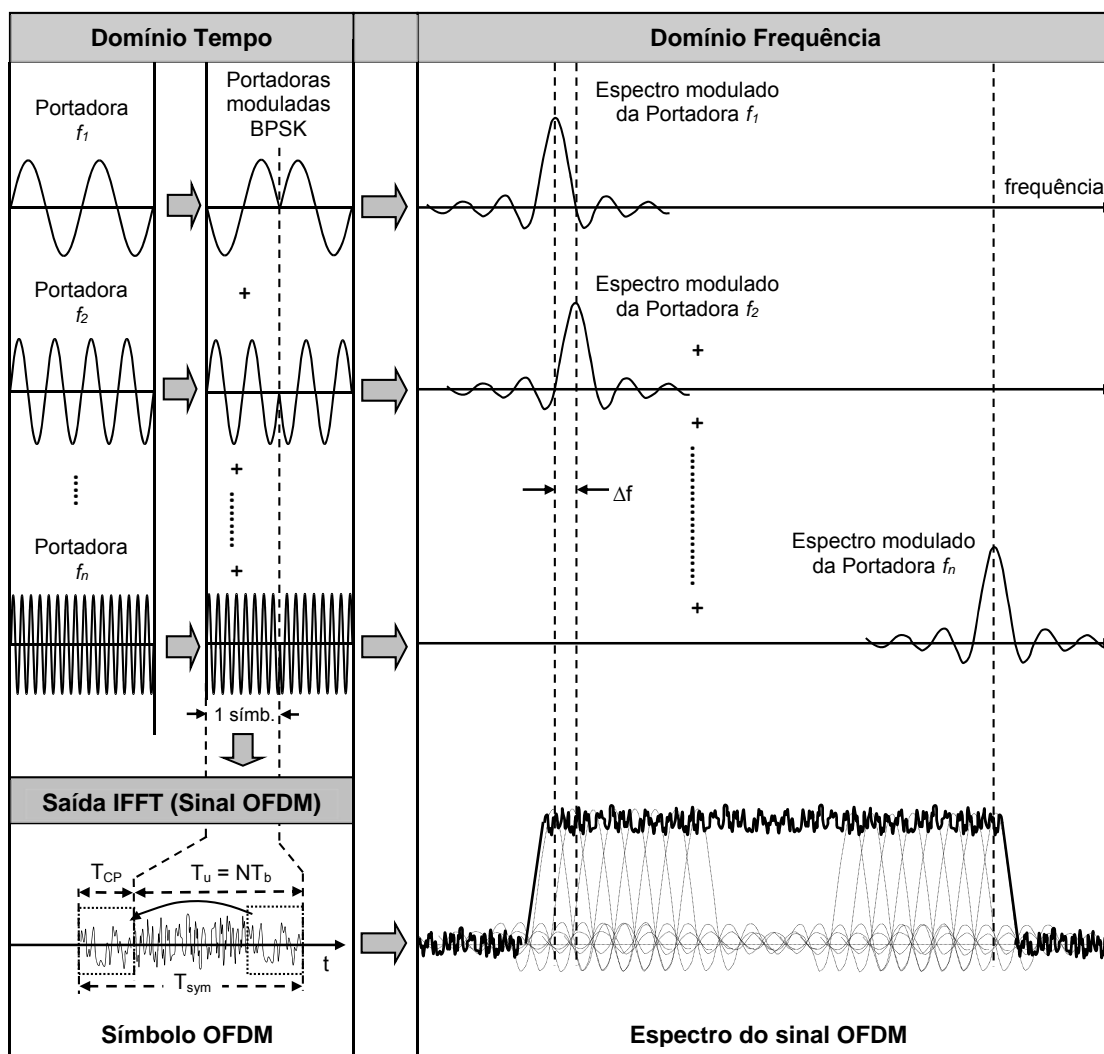 Domínio Tempo
Domínio Frequência
Portadora
f1
Portadoras
moduladas
BPSK
Espectro modulado
da Portadora f1
frequência
Portadora
f2
+
Espectro modulado
da Portadora f2
+
+
+
Δf
Portadora
fn
+
Espectro modulado
da Portadora fn
+
1 símb.
Saída IFFT (Sinal OFDM)
TCP
Tu = NTb
t
Tsym
Símbolo OFDM
Espectro do sinal OFDM